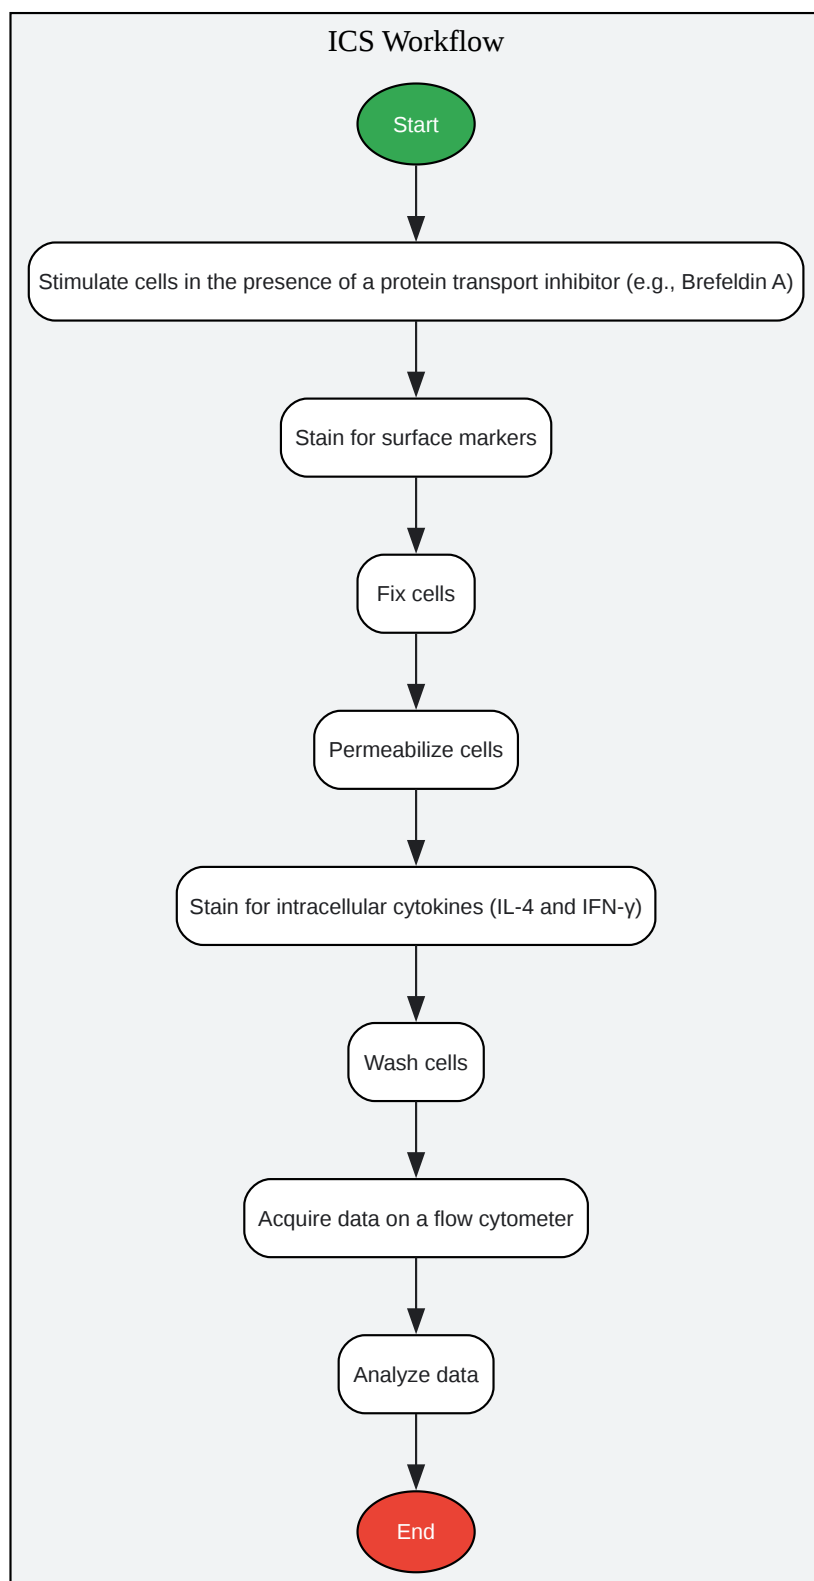 ICS Workflow
Start
Stimulate cells in the presence of a protein transport inhibitor (e.g., Brefeldin A)
Stain for surface markers
Fix cells
Permeabilize cells
Stain for intracellular cytokines (IL-4 and IFN-γ)
Wash cells
Acquire data on a flow cytometer
Analyze data
End